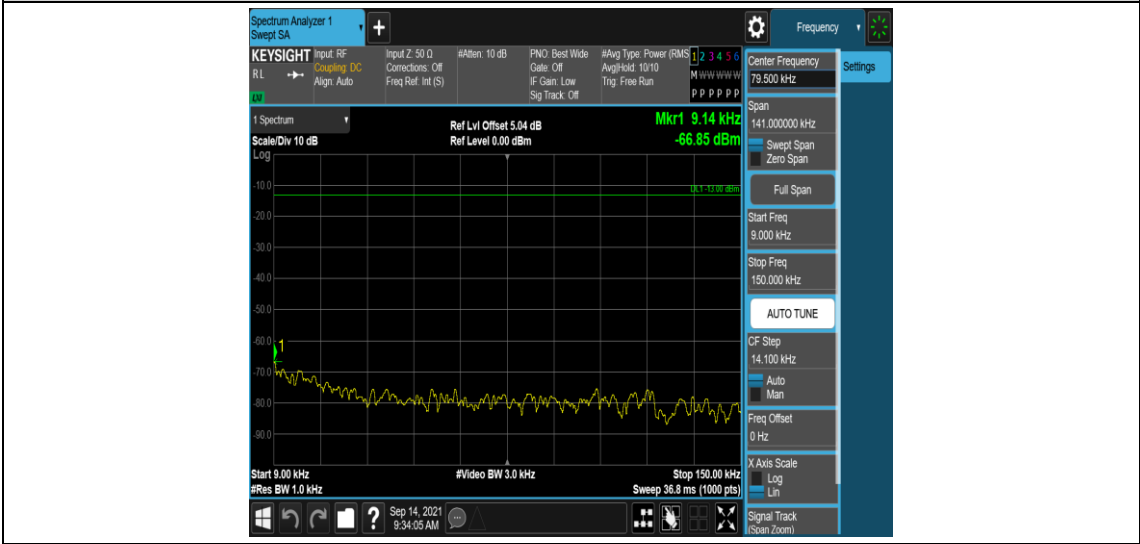 Spectrum Analyzer 1
Swept SA
+
Frequency
KEYSIGHT
RL
LXI
Input: RF
Coupling: DC
Align: Auto
Input Z: 50 Ω
Corrections: Off
Freq Ref: Int (S)
#Atten: 10 dB
PNO: Best Wide
Gate: Off
IF Gain: Low
Sig Track: Off
#Avg Type: Power (RMS
Avg|Hold: 10/10
Trig: Free Run
1 2 3 4 5 6
M W W W W W
P P P P P P
1 Spectrum
Scale/Div 10 dB
Log
Ref Lvl Offset 5.04 dB
Ref Level 0.00 dBm
Mkr1 9.14 kHz
-66.85 dBm
DL1 -13.00 dBm
-10.0
-20.0
-30.0
-40.0
-50.0
-60.0
1
-70.0
-80.0
-90.0
Start 9.00 kHz
#Res BW 1.0 kHz
#Video BW 3.0 kHz
Stop 150.00 kHz
Sweep 36.8 ms (1000 pts)
?
Sep 14, 2021
9:34:05 AM
Center Frequency
79.500 kHz
Settings
Span
141.000000 kHz
Swept Span
Zero Span
Full Span
Start Freq
9.000 kHz
Stop Freq
150.000 kHz
AUTO TUNE
CF Step
14.100 kHz
Auto
Man
Freq Offset
0 Hz
X Axis Scale
Log
Lin
Signal Track
(Span Zoom)